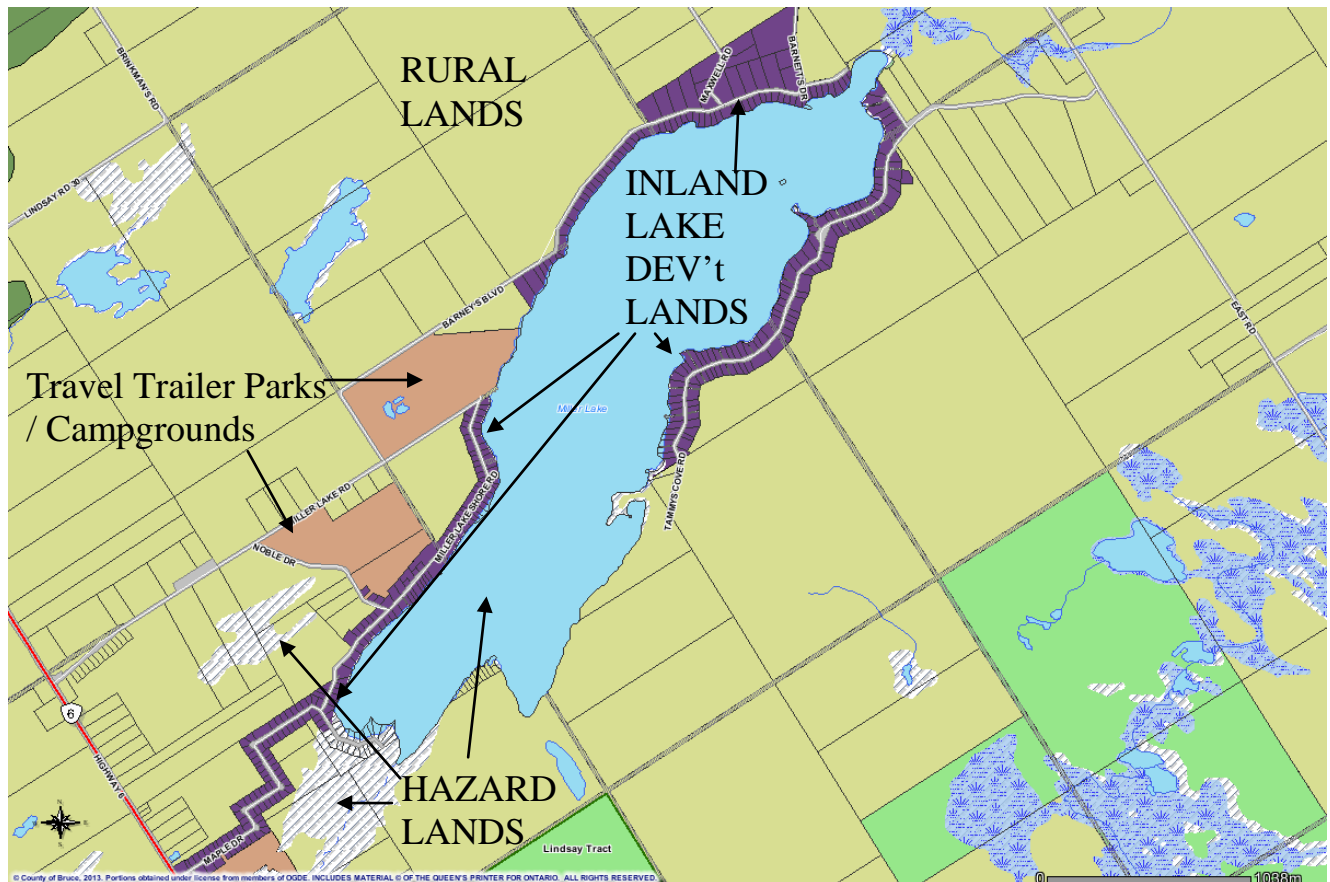 RURAL
LANDS
BRINKMAN'S RD
MAXWELL RD
BARNETTS DR
LINDSAY RD 30
INLAND
LAKE
DEV't
LANDS
BARNEY'S BLVD
EAST RD
Travel Trailer Parks
/ Campgrounds
Miller Lake
MILLER LAKE RD
MILLER LAKE SHORE RD
TAMMYS COVE RD
NOBLE DR
6
HIGHWAY 6
HAZARD
LANDS
N
MAPLE DR
Lindsay Tract
© County of Bruce, 2013. Portions obtained under license from members of OGDE. INCLUDES MATERIAL © OF THE QUEEN'S PRINTER FOR ONTARIO. ALL RIGHTS RESERVED.
0 1038m